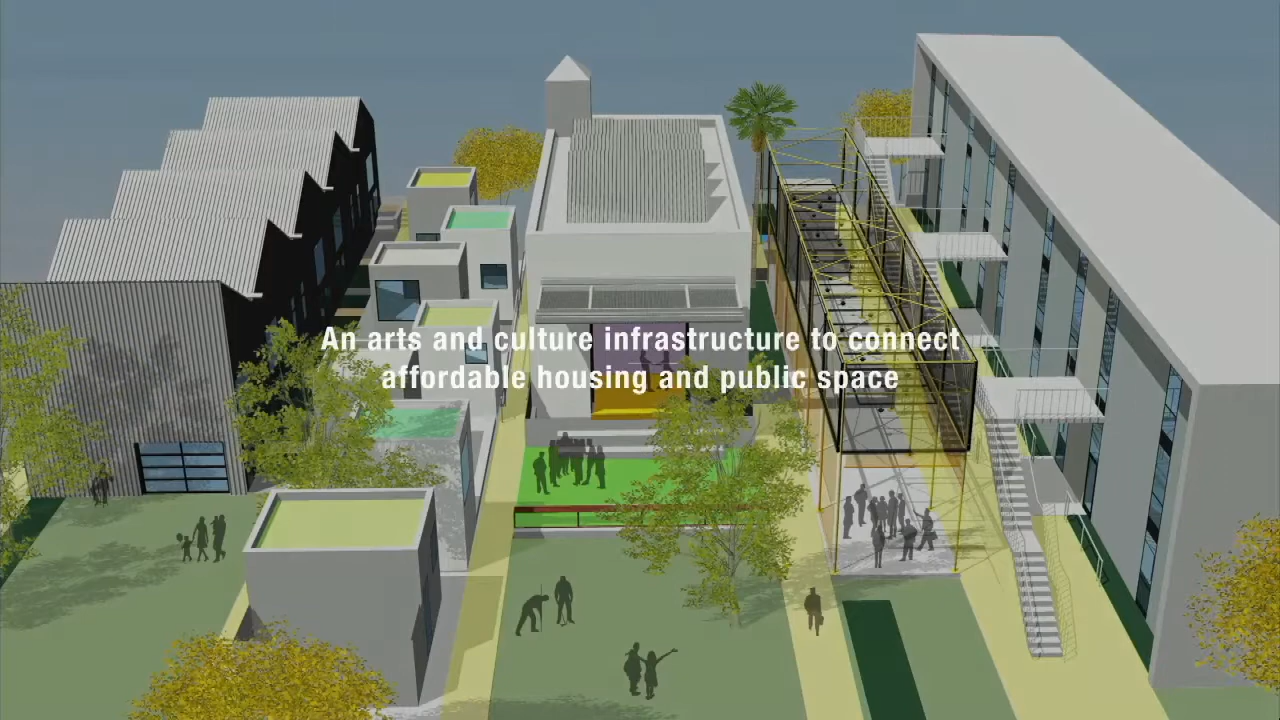 An arts and culture infrastructure to connect
affordable housing and public space